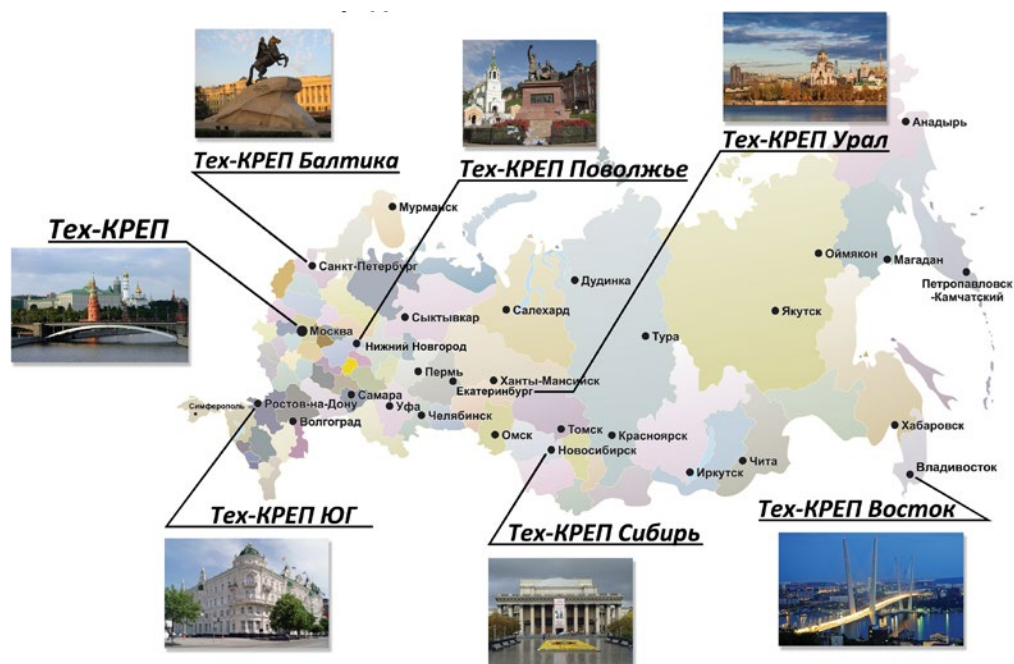 Тех-КРЕП Балтика
Тех-КРЕП Поволжье
Тех-КРЕП Урал
Тех-КРЕП
Анадырь
Мурманск
Санкт-Петербург
Оймякон
Магадан
Петропавловск
-Камчатский
Дудинка
Салехард
Сыктывкар
Якутск
Москва
Тура
Нижний Новгород
Пермь
Ханты-Мансийск
Екатеринбург
Самара
Симферополь
Ростов-на-Дону
Уфа
Челябинск
Волгоград
Омск
Томск
Красноярск
Хабаровск
Новосибирск
Иркутск
Чита
Владивосток
Тех-КРЕП ЮГ
Тех-КРЕП Сибирь
Тех-КРЕП Восток